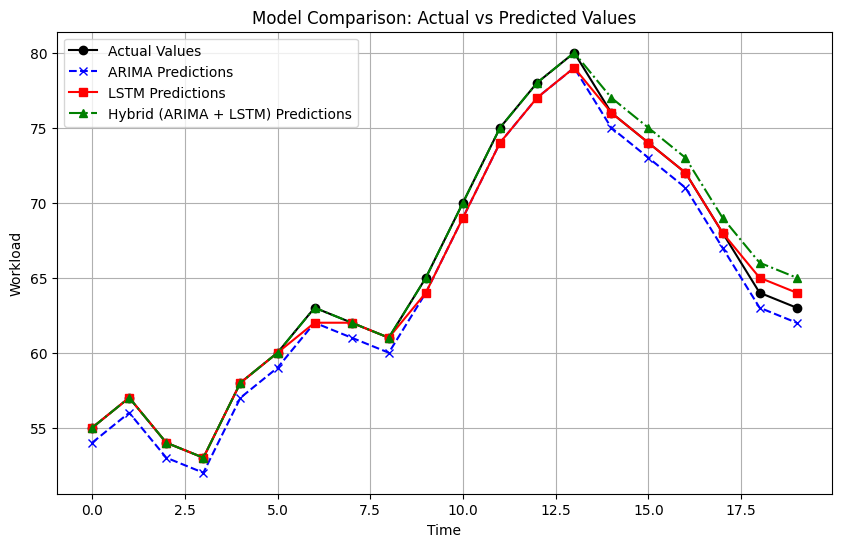 Model Comparison: Actual vs Predicted Values
Actual Values
ARIMA Predictions
LSTM Predictions
Hybrid (ARIMA + LSTM) Predictions
80
75
70
65
60
55
Workload
0.0 2.5 5.0 7.5 10.0 12.5 15.0 17.5
Time